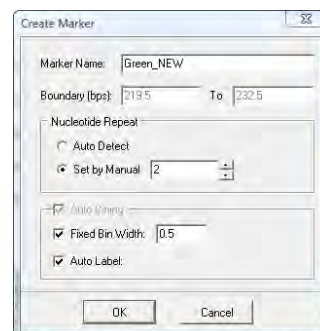 Create Marker
Marker Name: Green_NEW
Boundary (bps): 219.5 To 232.5
Nucleotide Repeat
Auto Detect
Set by Manual 2
Auto Bining
Fixed Bin Width: 0.5
Auto Label:
OK Cancel